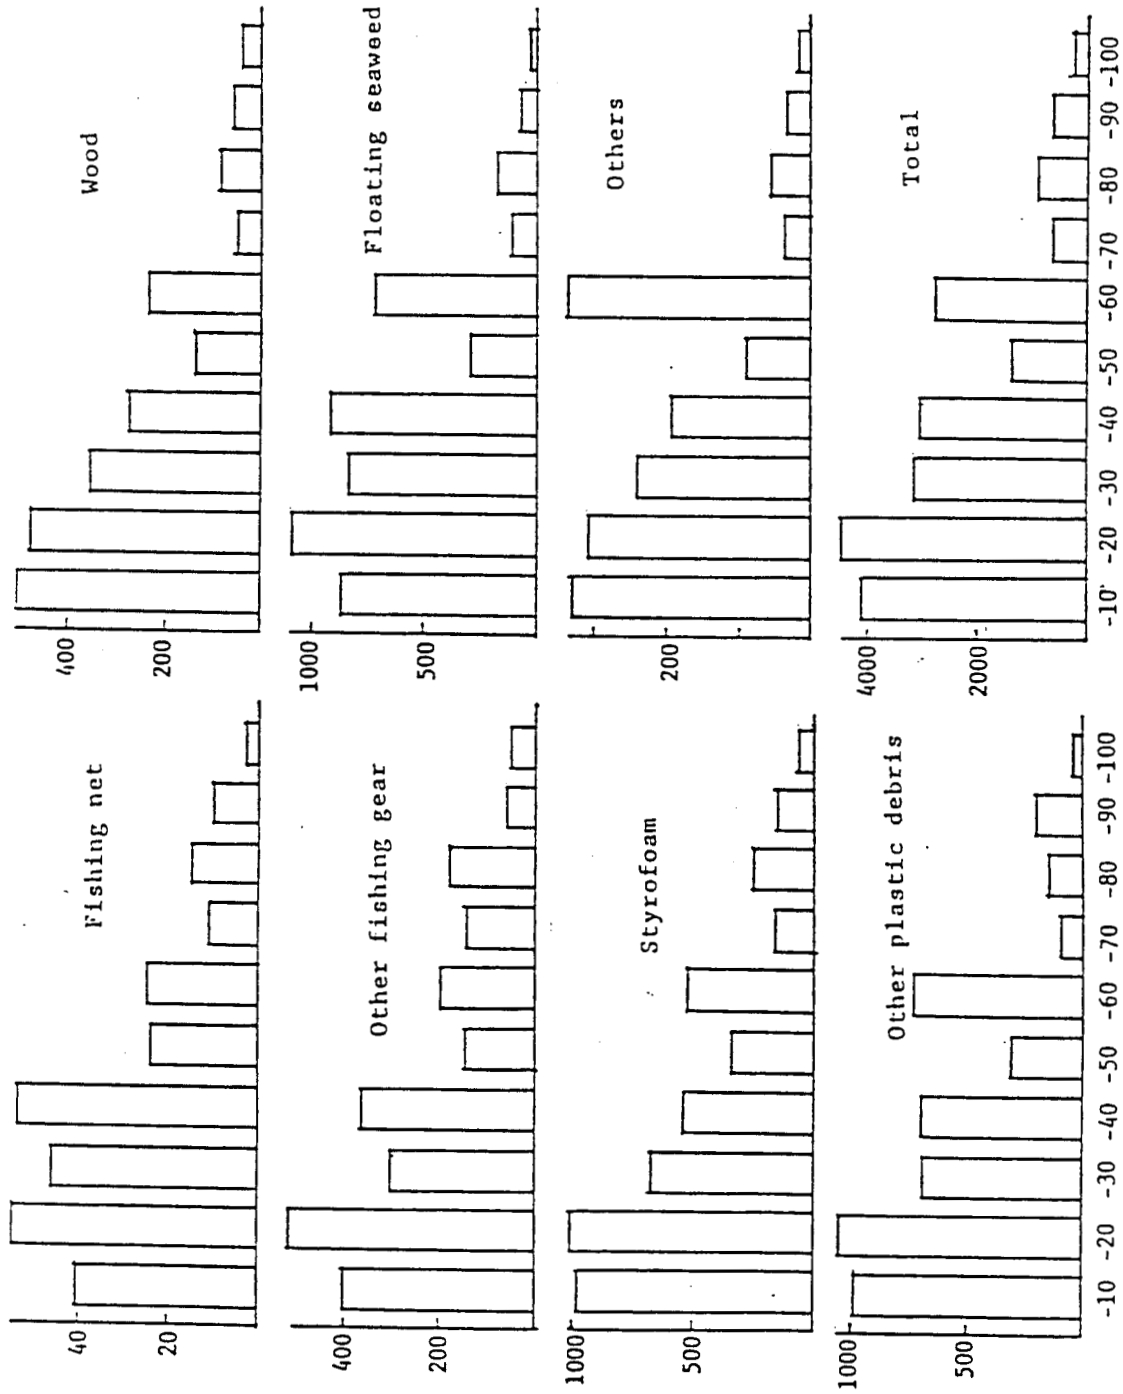 Fishing net
40
20
Wood
400
200
Other fishing gear
400
200
Floating seaweed
1000
500
Styrofoam
1000
500
Others
200
Other plastic debris
1000
500
-10 -20 -30 -40 -50 -60 -70 -80 -90 -100
Total
4000
2000
-10 -20 -30 -40 -50 -60 -70 -80 -90 -100